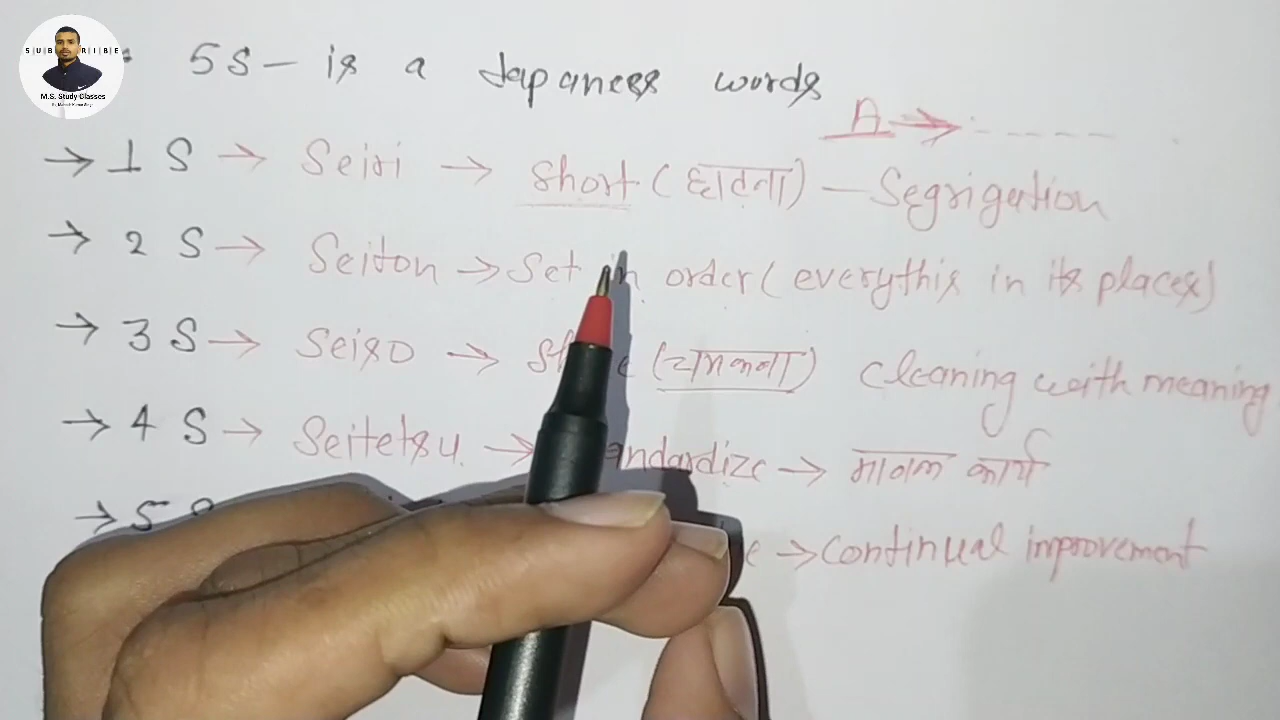 SUBSCRIBE
M.S. Study Classes
5S – is a Japaness words
A → - - - - -
→ 1 S → Seiri → Short (छाटना) – Segrigation
→ 2 S → Seiton → Set in order (everythis in its places)
→ 3 S → Seiso → (चमकना) cleaning with meaning
→ 4 S → Seitetsu → andardize → मानक कार्य
→ 5 S → continual improvement